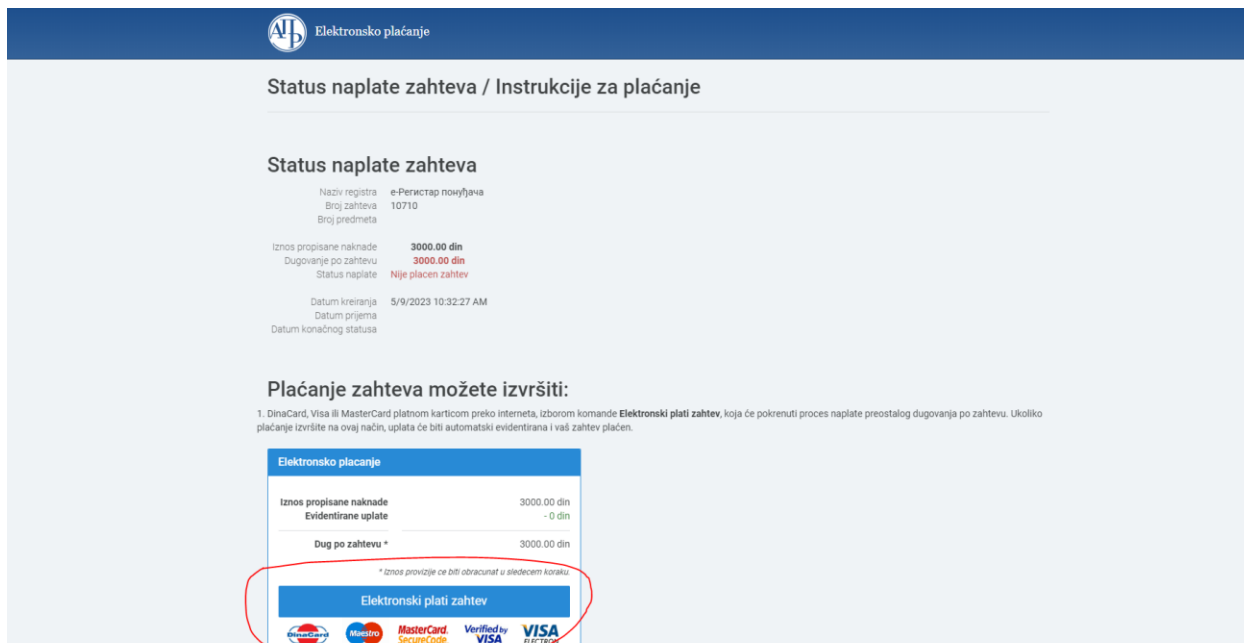 АПР Elektronsko plaćanje
Status naplate zahteva / Instrukcije za plaćanje
Status naplate zahteva
Naziv registra е-Регистар понуђача
Broj zahteva 10710
Broj predmeta
Iznos propisane naknade 3000.00 din
Dugovanje po zahtevu 3000.00 din
Status naplate Nije placen zahtev
Datum kreiranja 5/9/2023 10:32:27 AM
Datum prijema
Datum konačnog statusa
Plaćanje zahteva možete izvršiti:
1. DinaCard, Visa ili MasterCard platnom karticom preko interneta, izborom komande Elektronski plati zahtev, koja će pokrenuti proces naplate preostalog dugovanja po zahtevu. Ukoliko
plaćanje izvršite na ovaj način, uplata će biti automatski evidentirana i vaš zahtev plaćen.
Elektronsko placanje
Iznos propisane naknade 3000.00 din
Evidentirane uplate - 0 din
Dug po zahtevu * 3000.00 din
* Iznos provizije ce biti obracunat u sledecem koraku.
Elektronski plati zahtev
DinaCard Maestro MasterCard. SecureCode Verified by VISA VISA ELECTRON